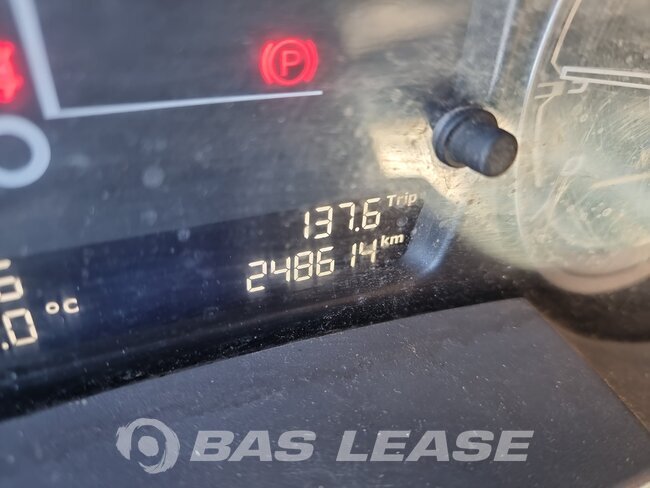 P
Trip
137.6
248614 km
°C
BAS LEASE